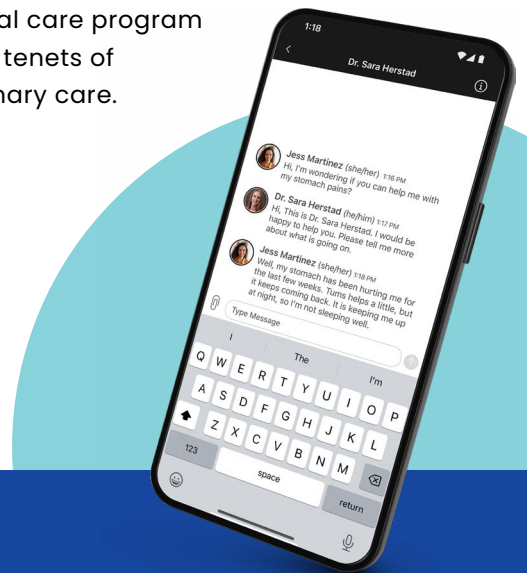 al care program
tenets of
nary care.
1:18
Dr. Sara Herstad
Jess Martinez (she/her) 1:16 PM
Hi, I'm wondering if you can help me with
my stomach pains?
Dr. Sara Herstad (he/him) 1:17 PM
Hi, This is Dr. Sara Herstad. I would be
happy to help you. Please tell me more
about what is going on.
Jess Martinez (she/her) 1:18 PM
Well, my stomach has been hurting me for
the last few weeks. Tums helps a little, but
it keeps coming back. It is keeping me up
at night, so I'm not sleeping well.
Type Message
I The I'm
Q W E R T Y U I O P
A S D F G H J K L
Z X C V B N M
123 space return